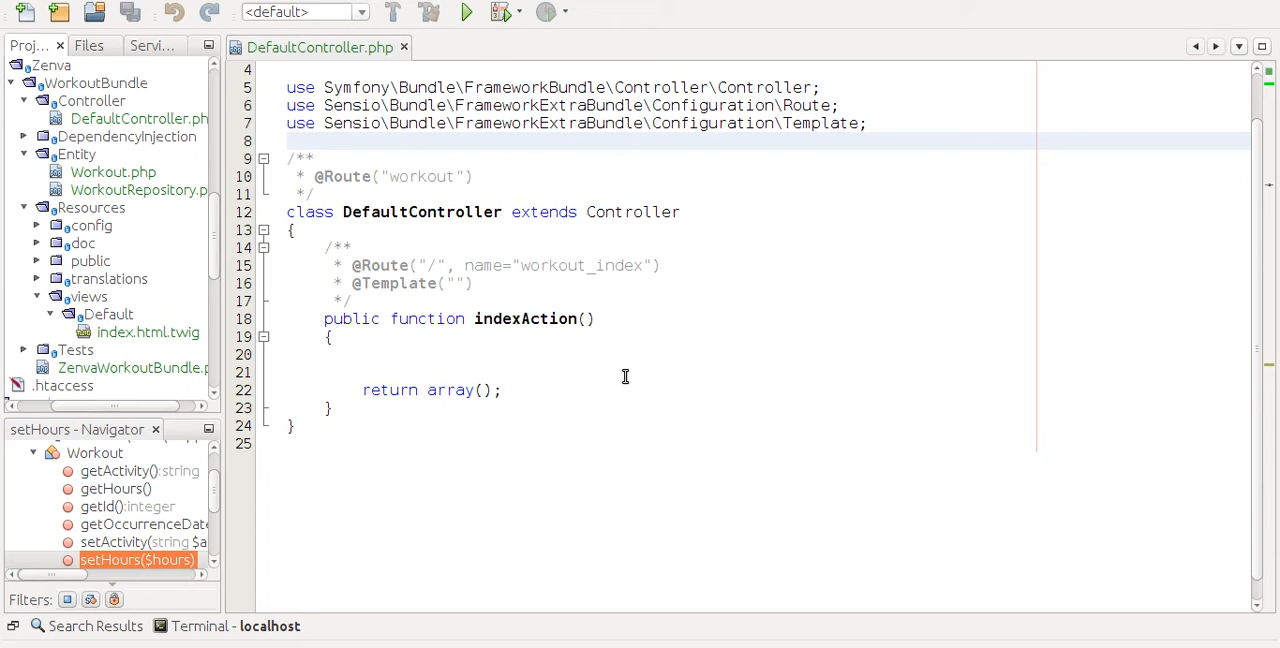 <default>
Proj...
Files
Servi...
DefaultController.php
Zenva
WorkoutBundle
Controller
DefaultController.ph
DependencyInjection
Entity
Workout.php
WorkoutRepository.p
Resources
config
doc
public
translations
views
Default
index.html.twig
Tests
ZenvaWorkoutBundle.p
.htaccess
setHours - Navigator
Workout
getActivity():string
getHours()
getId():integer
getOccurrenceDate
setActivity(string $a
setHours($hours)
Filters:
4
5 use Symfony\Bundle\FrameworkBundle\Controller\Controller;
6 use Sensio\Bundle\FrameworkExtraBundle\Configuration\Route;
7 use Sensio\Bundle\FrameworkExtraBundle\Configuration\Template;
8
9 /**
10 * @Route("workout")
11 */
12 class DefaultController extends Controller
13 {
14 /**
15 * @Route("/", name="workout_index")
16 * @Template("")
17 */
18 public function indexAction()
19 {
20
21
22 return array();
23 }
24 }
25
Search Results
Terminal - localhost